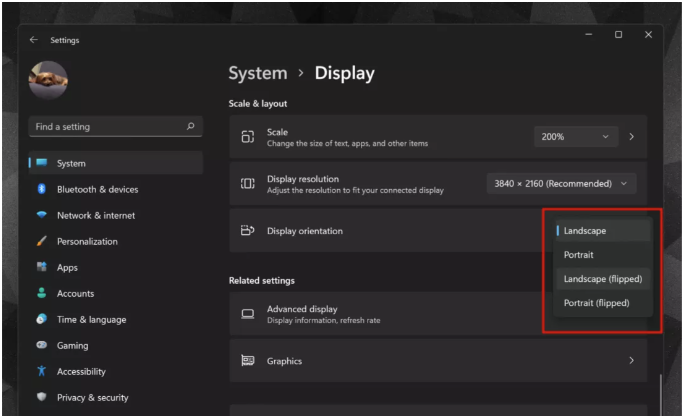 Settings
System > Display
Scale & layout
Find a setting
Scale
Change the size of text, apps, and other items
200%
System
Display resolution
Adjust the resolution to fit your connected display
3840 × 2160 (Recommended)
Bluetooth & devices
Network & internet
Display orientation
Landscape
Personalization
Portrait
Apps
Related settings
Landscape (flipped)
Accounts
Portrait (flipped)
Advanced display
Display information, refresh rate
Time & language
Gaming
Graphics
Accessibility
Privacy & security